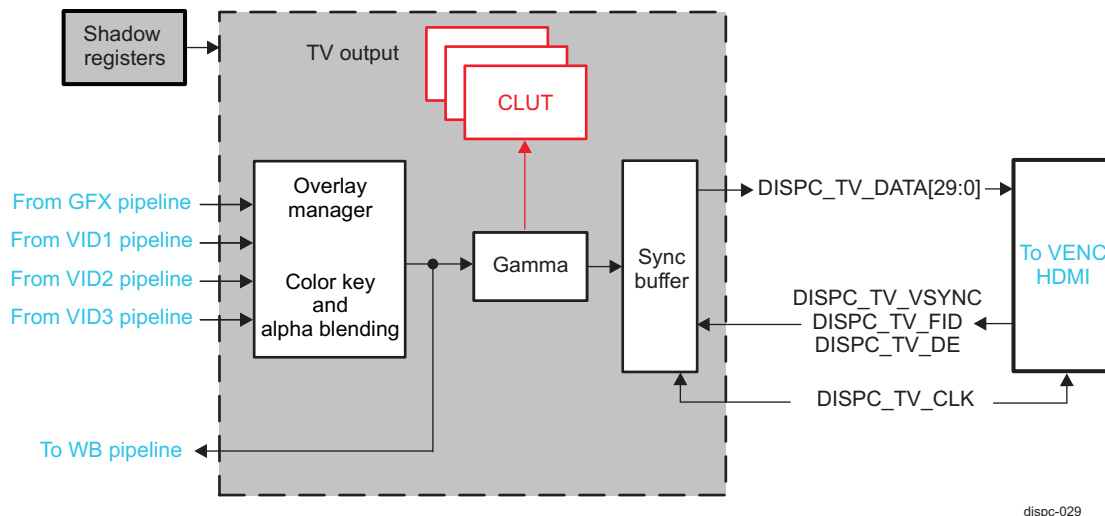 Shadow
registers
TV output
CLUT
Overlay
manager
Color key
and
alpha blending
From GFX pipeline
From VID1 pipeline
From VID2 pipeline
From VID3 pipeline
To WB pipeline
Gamma
Sync
buffer
DISPC_TV_DATA[29:0]
DISPC_TV_VSYNC
DISPC_TV_FID
DISPC_TV_DE
DISPC_TV_CLK
To VENC
HDMI
dispc-029